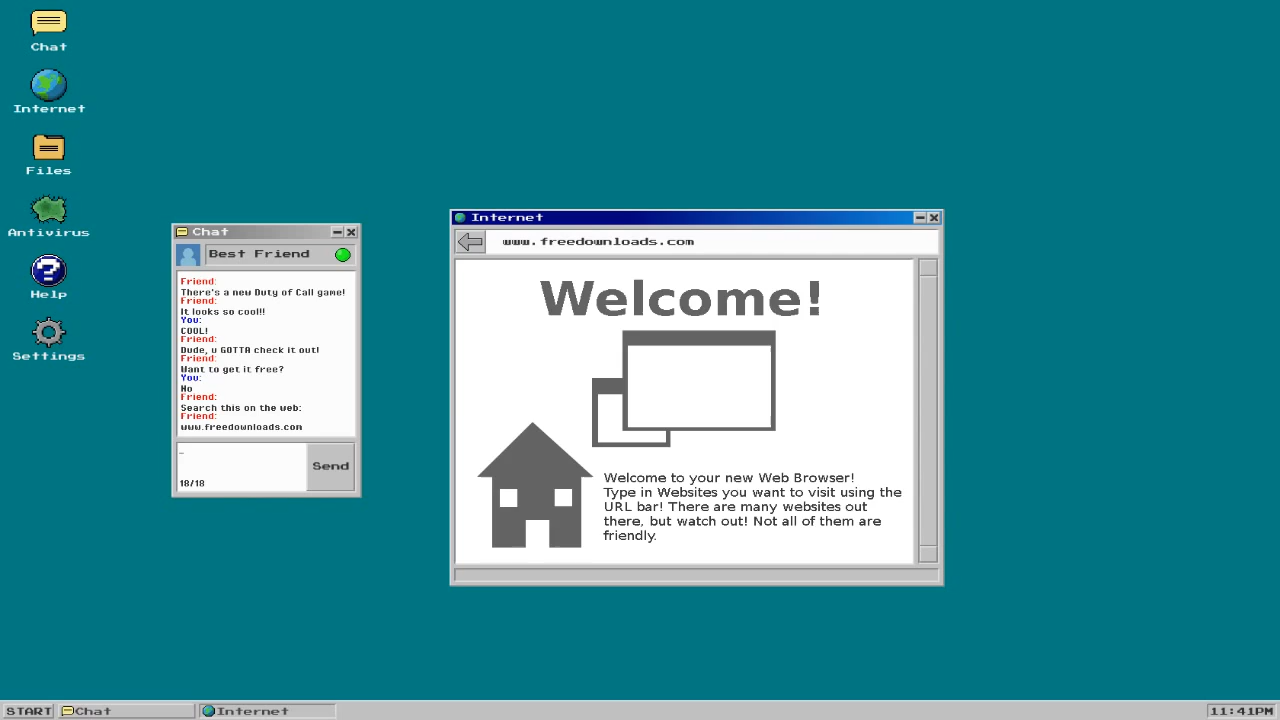 Chat
Internet
Files
Antivirus
Help
Settings
Chat
Best Friend
Friend:
There's a new Duty of Call game!
Friend:
It looks so cool!!
You:
COOL!
Friend:
Dude, u GOTTA check it out!
Friend:
Want to get it free?
You:
No
Friend:
Search this on the web:
Friend:
www.freedownloads.com
_
Send
18/18
Internet
www.freedownloads.com
Welcome!
Welcome to your new Web Browser!
Type in Websites you want to visit using the
URL bar! There are many websites out
there, but watch out! Not all of them are
friendly.
START
Chat
Internet
11:41PM